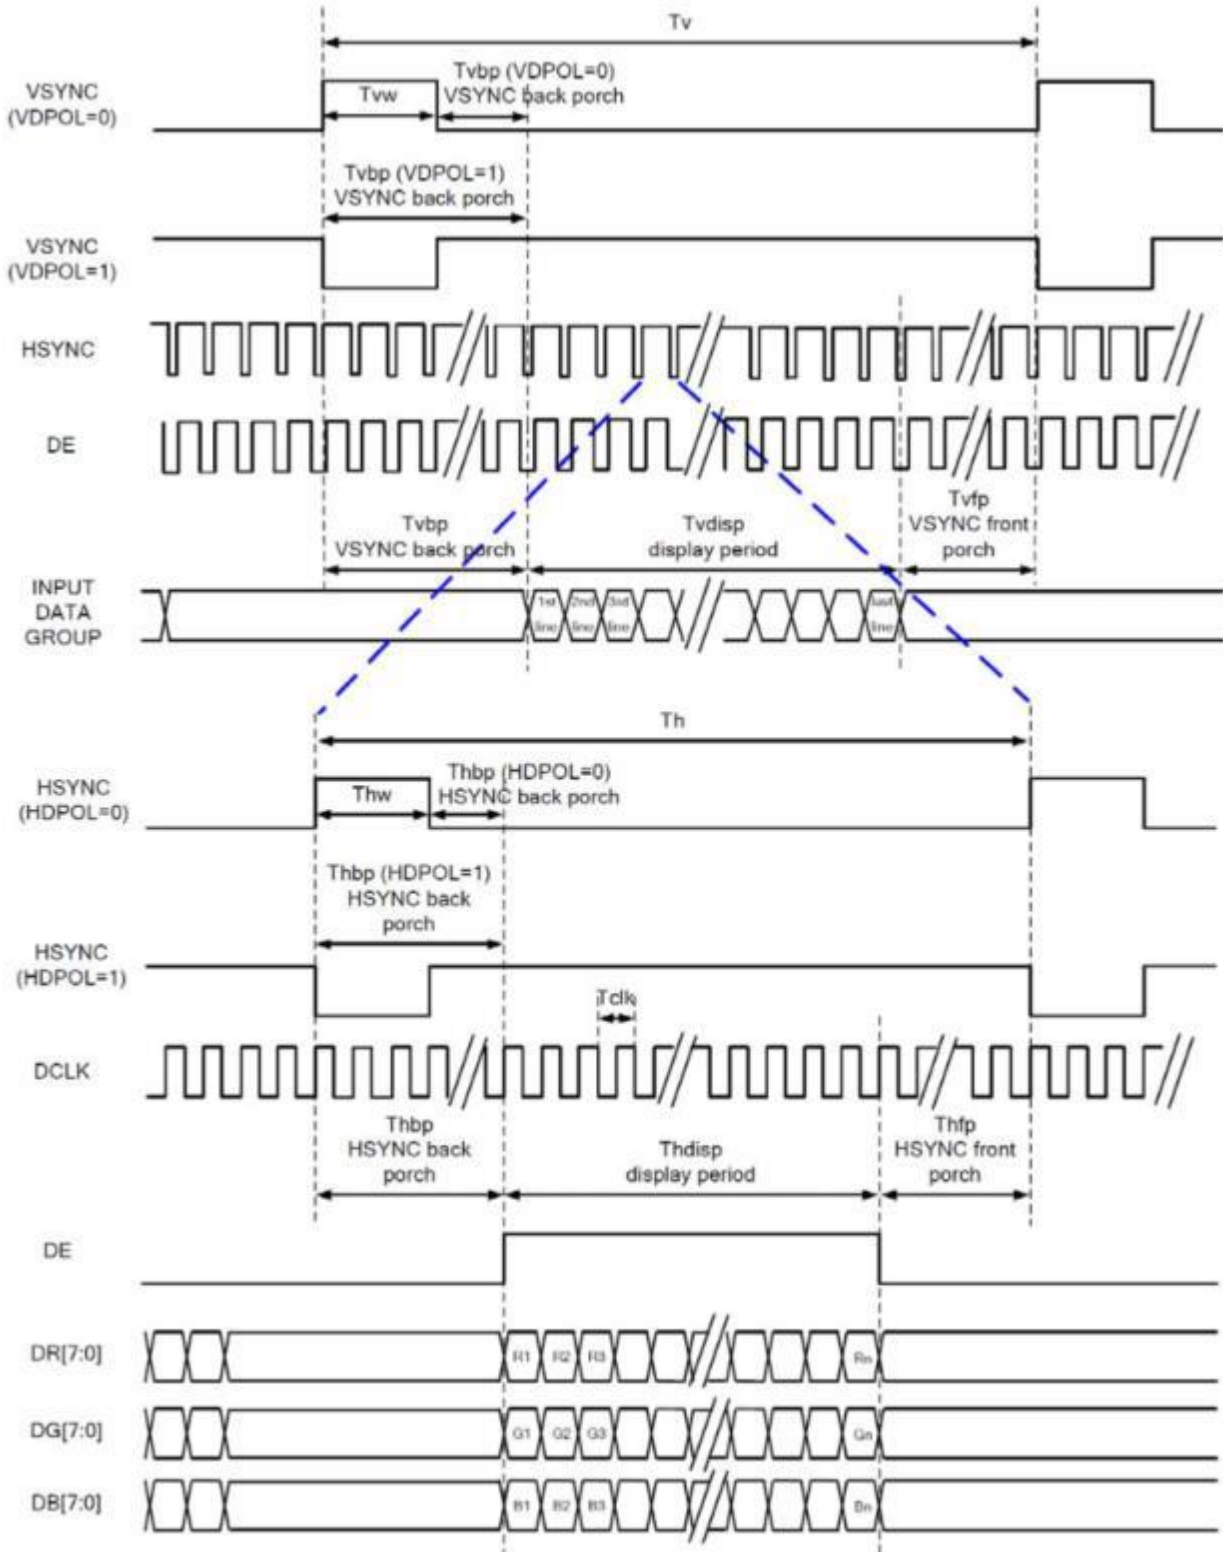 Tv
VSYNC
(VDPOL=0)
Tvw
Tvbp (VDPOL=0)
VSYNC back porch
Tvbp (VDPOL=1)
VSYNC back porch
VSYNC
(VDPOL=1)
HSYNC
DE
Tvbp
VSYNC back porch
Tvdisp
display period
Tvfp
VSYNC front
porch
INPUT
DATA
GROUP
1st
line
2nd
line
3rd
line
last
line
Th
HSYNC
(HDPOL=0)
Thw
Thbp (HDPOL=0)
HSYNC back porch
Thbp (HDPOL=1)
HSYNC back
porch
HSYNC
(HDPOL=1)
Tclk
DCLK
Thbp
HSYNC back
porch
Thdisp
display period
Thfp
HSYNC front
porch
DE
DR[7:0]
R1 R2 R3 Rn
DG[7:0]
G1 G2 G3 Gn
DB[7:0]
B1 B2 B3 Bn